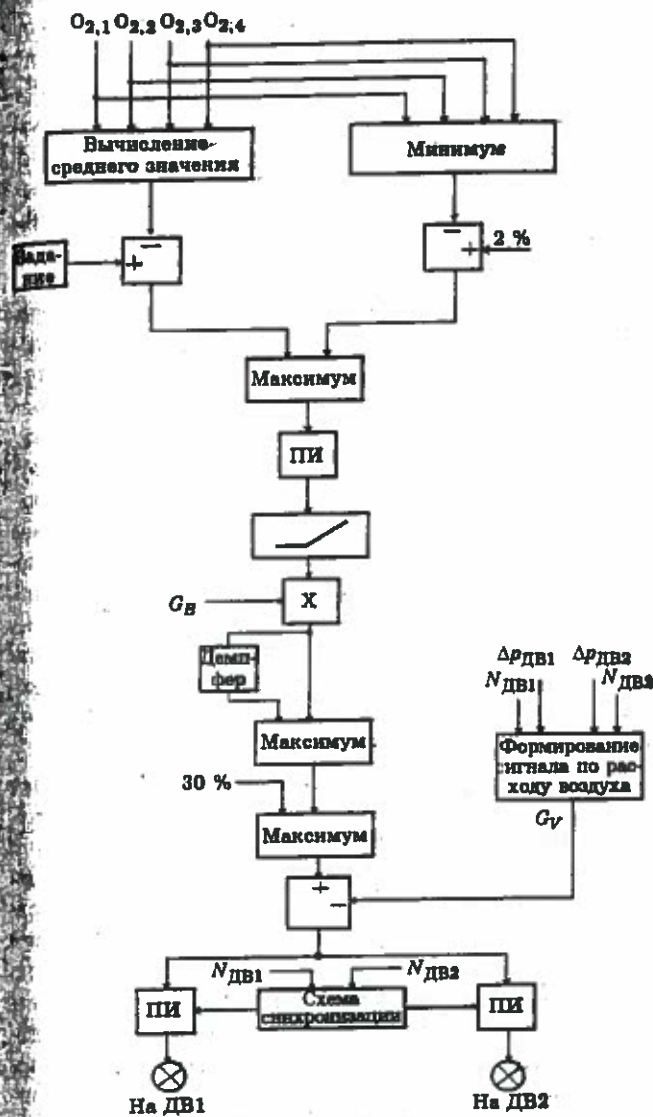 O2,1 O2,2 O2,3 O2,4
Вычисление
среднего значения
Минимум
Зада-
ние
+
−
−
+
2 %
Максимум
ПИ
GB
X
Демп-
фер
ΔpДВ1
ΔpДВ2
NДВ1
NДВ2
Максимум
Формирование
сигнала по рас-
ходу воздуха
30 %
GV
Максимум
+
−
NДВ1
NДВ2
ПИ
Схема
синхронизации
ПИ
На ДВ1
На ДВ2